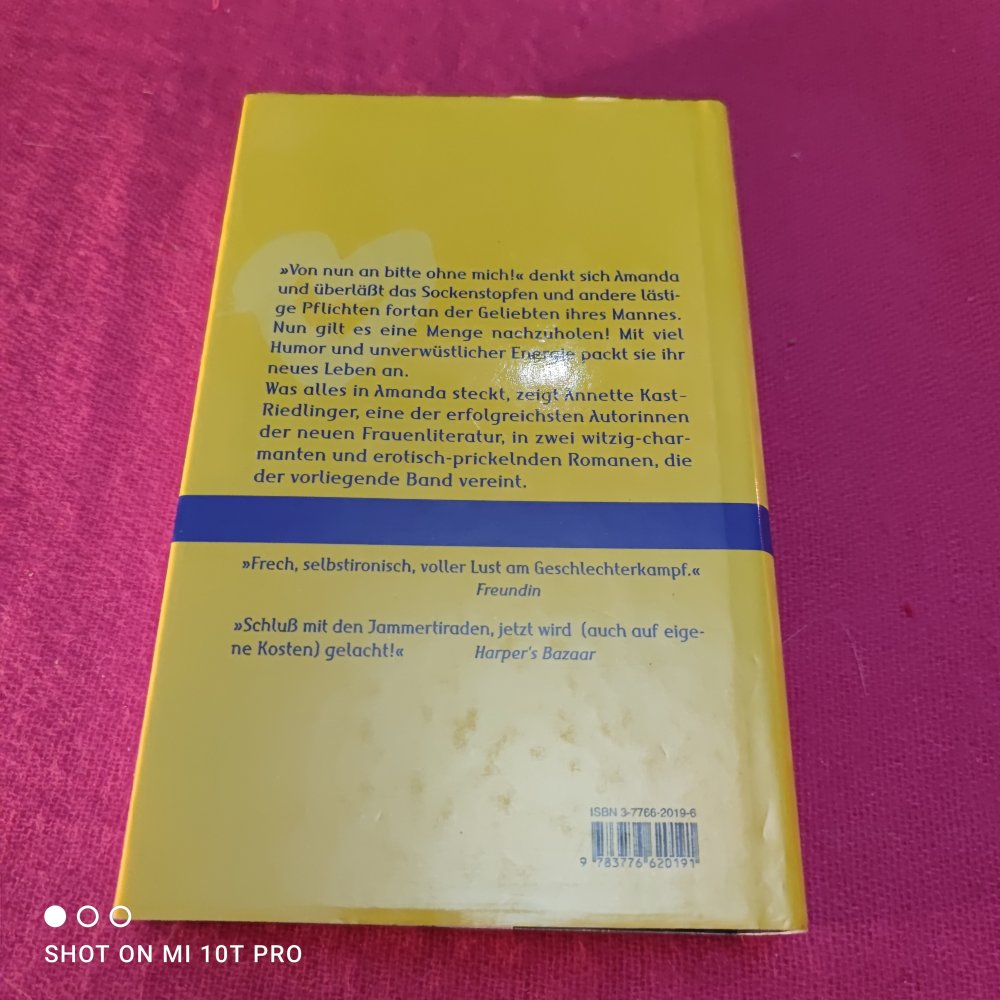 »Von nun an bitte ohne mich!« denkt sich Amanda
und überläßt das Sockenstopfen und andere lästi-
ge Pflichten fortan der Geliebten ihres Mannes.
Nun gilt es eine Menge nachzuholen! Mit viel
Humor und unverwüstlicher Energie packt sie ihr
neues Leben an.
Was alles in Amanda steckt, zeigt Annette Kast-
Riedlinger, eine der erfolgreichsten Autorinnen
der neuen Frauenliteratur, in zwei witzig-char-
manten und erotisch-prickelnden Romanen, die
der vorliegende Band vereint.
»Frech, selbstironisch, voller Lust am Geschlechterkampf.«
Freundin
»Schluß mit den Jammertiraden, jetzt wird (auch auf eige-
ne Kosten) gelacht!« Harper's Bazaar
ISBN 3-7766-2019-6
9 783776 620191
SHOT ON MI 10T PRO